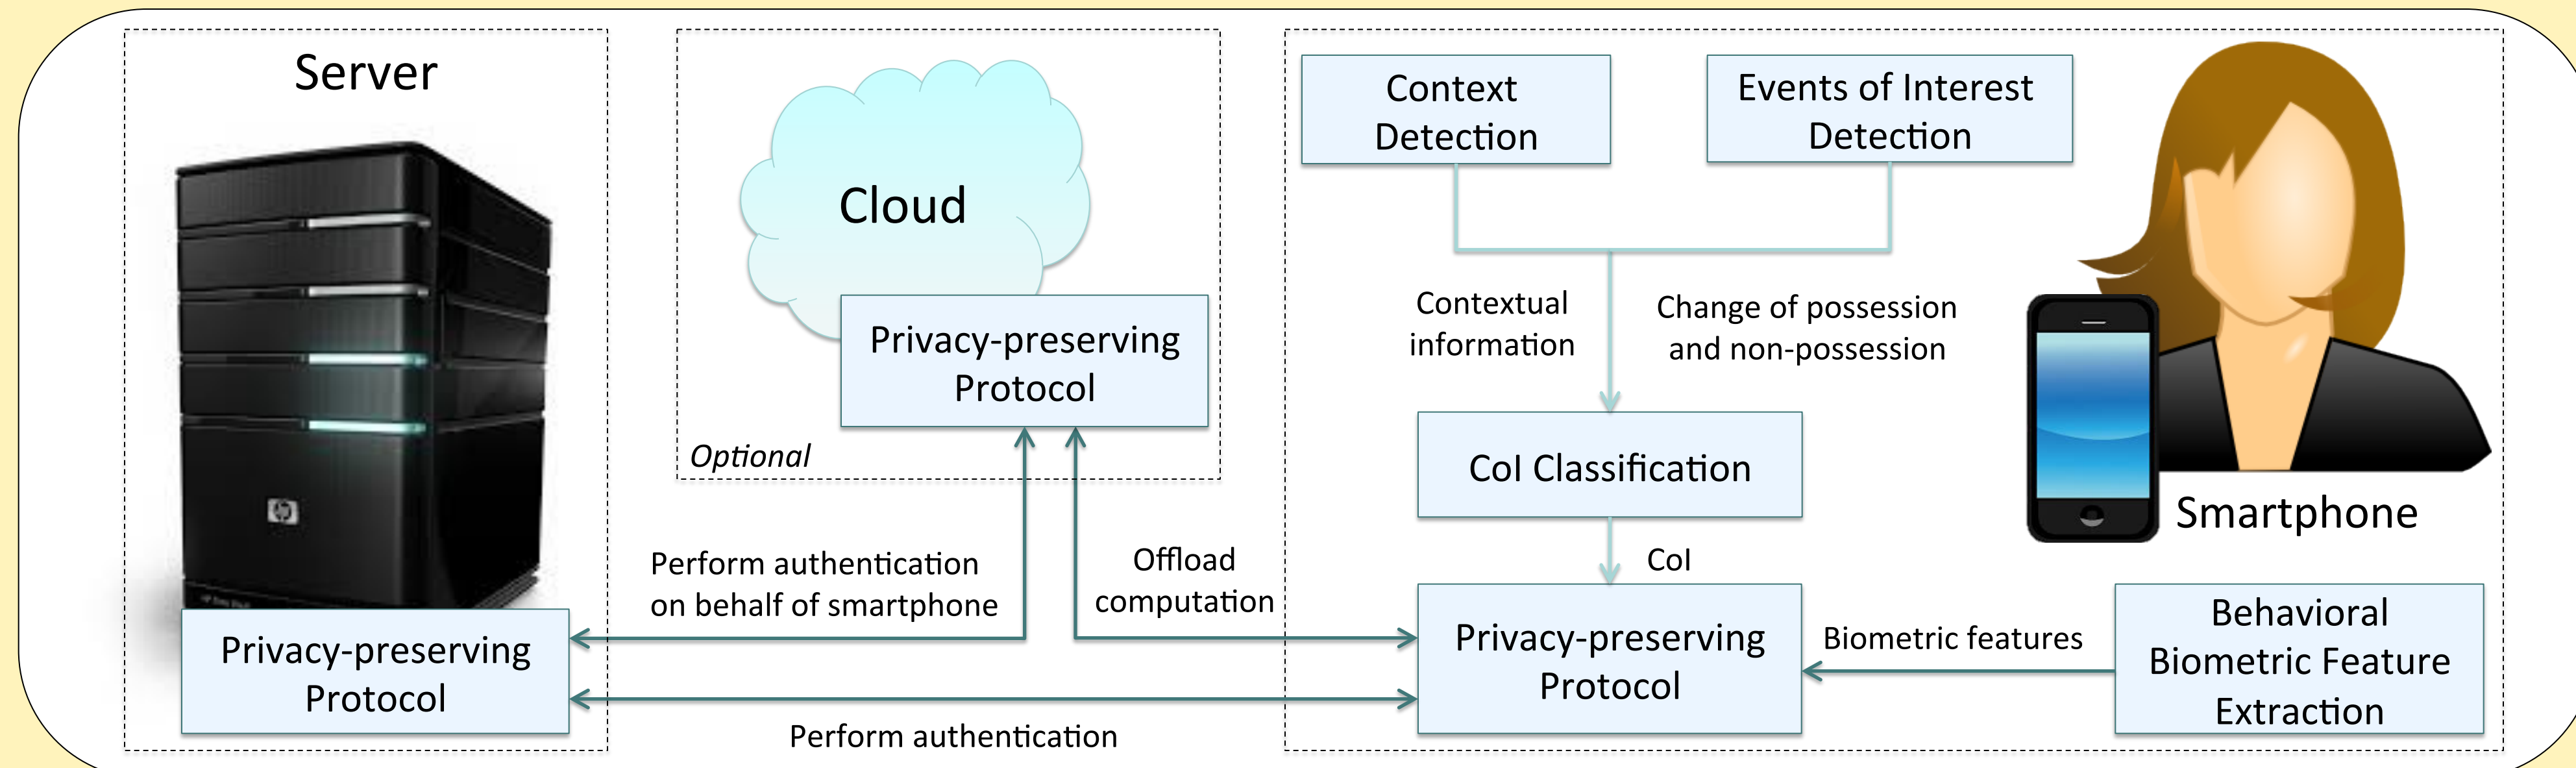 Server
Privacy-preserving
Protocol
Cloud
Privacy-preserving
Protocol
Optional
Perform authentication
on behalf of smartphone
Offload
computation
Perform authentication
Context
Detection
Events of Interest
Detection
Contextual
information
Change of possession
and non-possession
CoI Classification
CoI
Privacy-preserving
Protocol
Biometric features
Behavioral
Biometric Feature
Extraction
Smartphone
hp